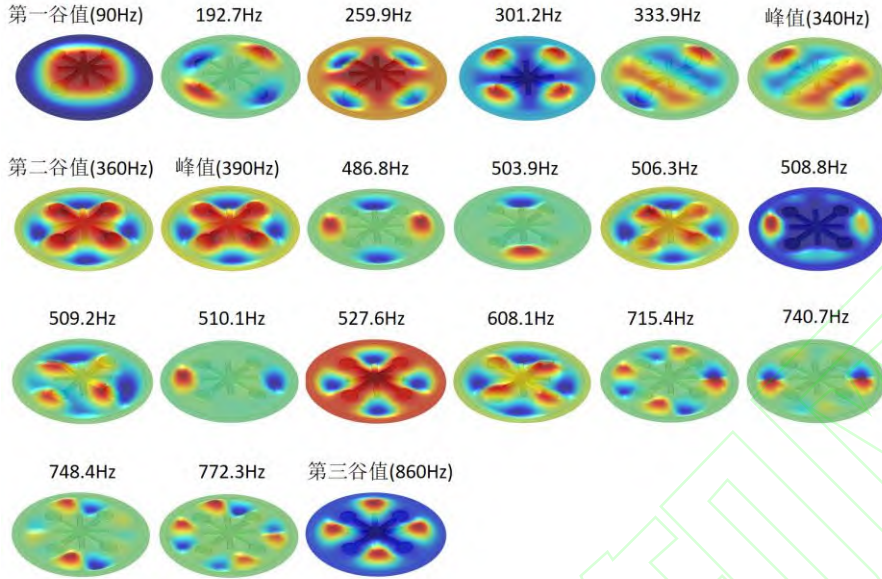 第一谷值(90Hz) 192.7Hz 259.9Hz 301.2Hz 333.9Hz 峰值(340Hz)
第二谷值(360Hz) 峰值(390Hz) 486.8Hz 503.9Hz 506.3Hz 508.8Hz
509.2Hz 510.1Hz 527.6Hz 608.1Hz 715.4Hz 740.7Hz
748.4Hz 772.3Hz 第三谷值(860Hz)